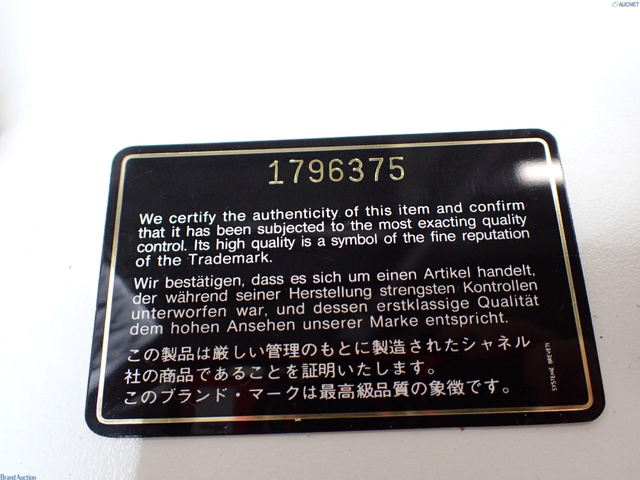 AUCNET
1796375
We certify the authenticity of this item and confirm
that it has been subjected to the most exacting quality
control. Its high quality is a symbol of the fine reputation
of the Trademark.
Wir bestätigen, dass es sich um einen Artikel handelt,
der während seiner Herstellung strengsten Kontrollen
unterworfen war, und dessen erstklassige Qualität
dem hohen Ansehen unserer Marke entspricht.
この製品は厳しい管理のもとに製造されたシャネル
社の商品であることを証明いたします。
このブランド・マークは最高級品質の象徴です。
SYSTEME BREVETE
BrandAuction